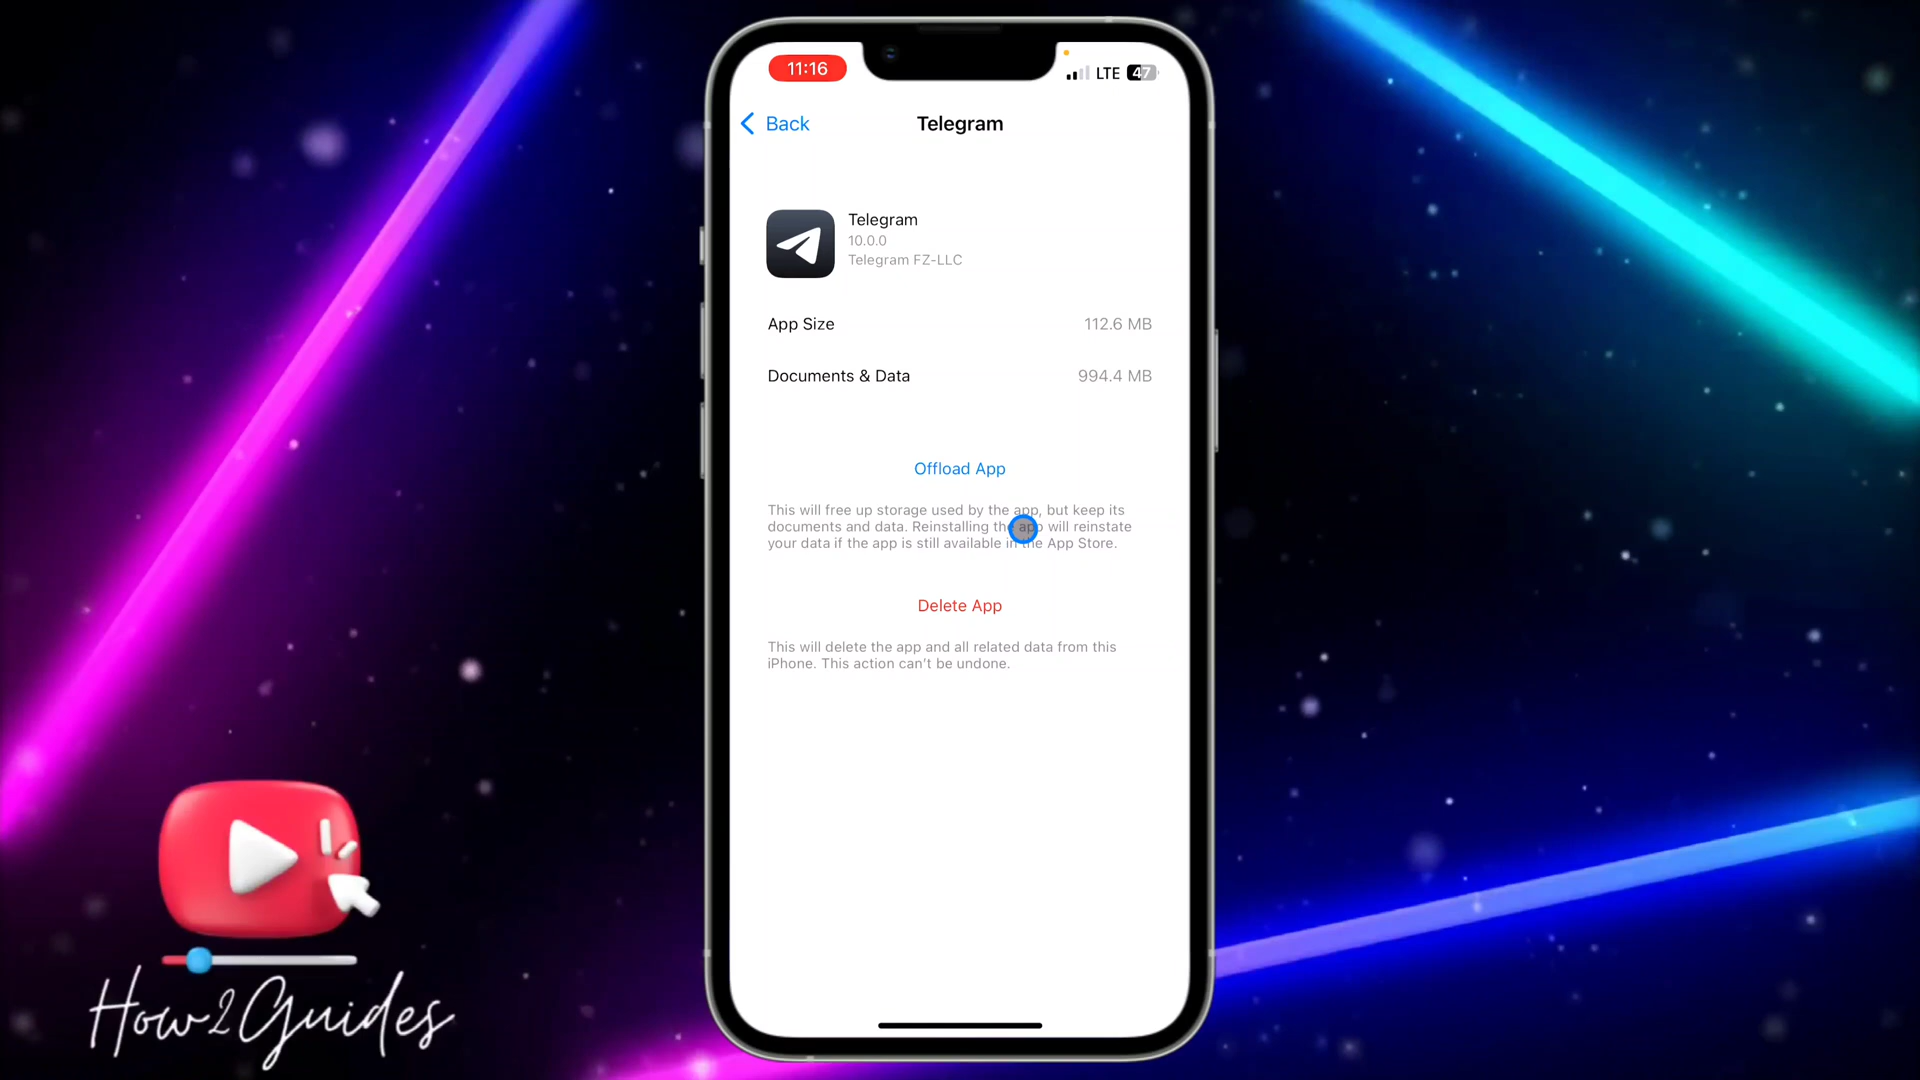 11:16
LTE 47
Back
Telegram
Telegram
10.0.0
Telegram FZ-LLC
App Size 112.6 MB
Documents & Data 994.4 MB
Offload App
This will free up storage used by the app, but keep its
documents and data. Reinstalling the app will reinstate
your data if the app is still available in the App Store.
Delete App
This will delete the app and all related data from this
iPhone. This action can't be undone.
How2Guides